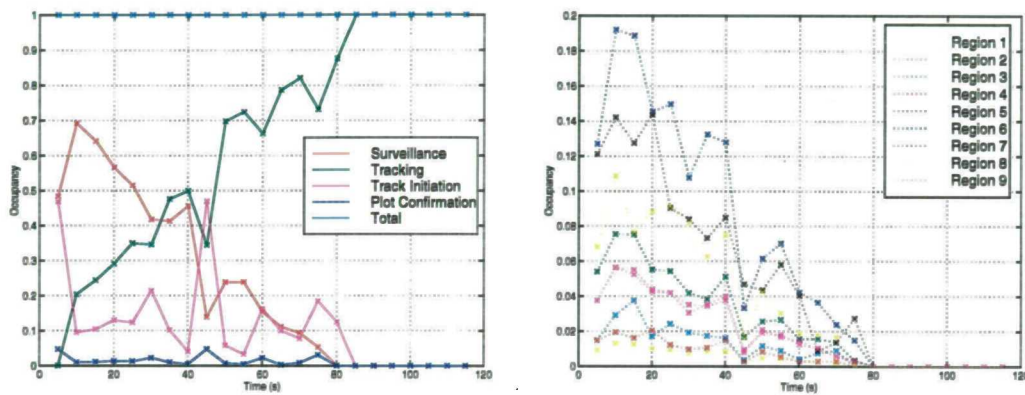 1
0.9
0.8
0.7
0.6
0.5
0.4
0.3
0.2
0.1
0
Occupancy
0 20 40 60 80 100 120
Time (s)
Surveillance
Tracking
Track Initiation
Plot Confirmation
Total
0.2
0.18
0.16
0.14
0.12
0.1
0.08
0.06
0.04
0.02
0
Occupancy
0 20 40 60 80 100 120
Time (s)
Region 1
Region 2
Region 3
Region 4
Region 5
Region 6
Region 7
Region 8
Region 9